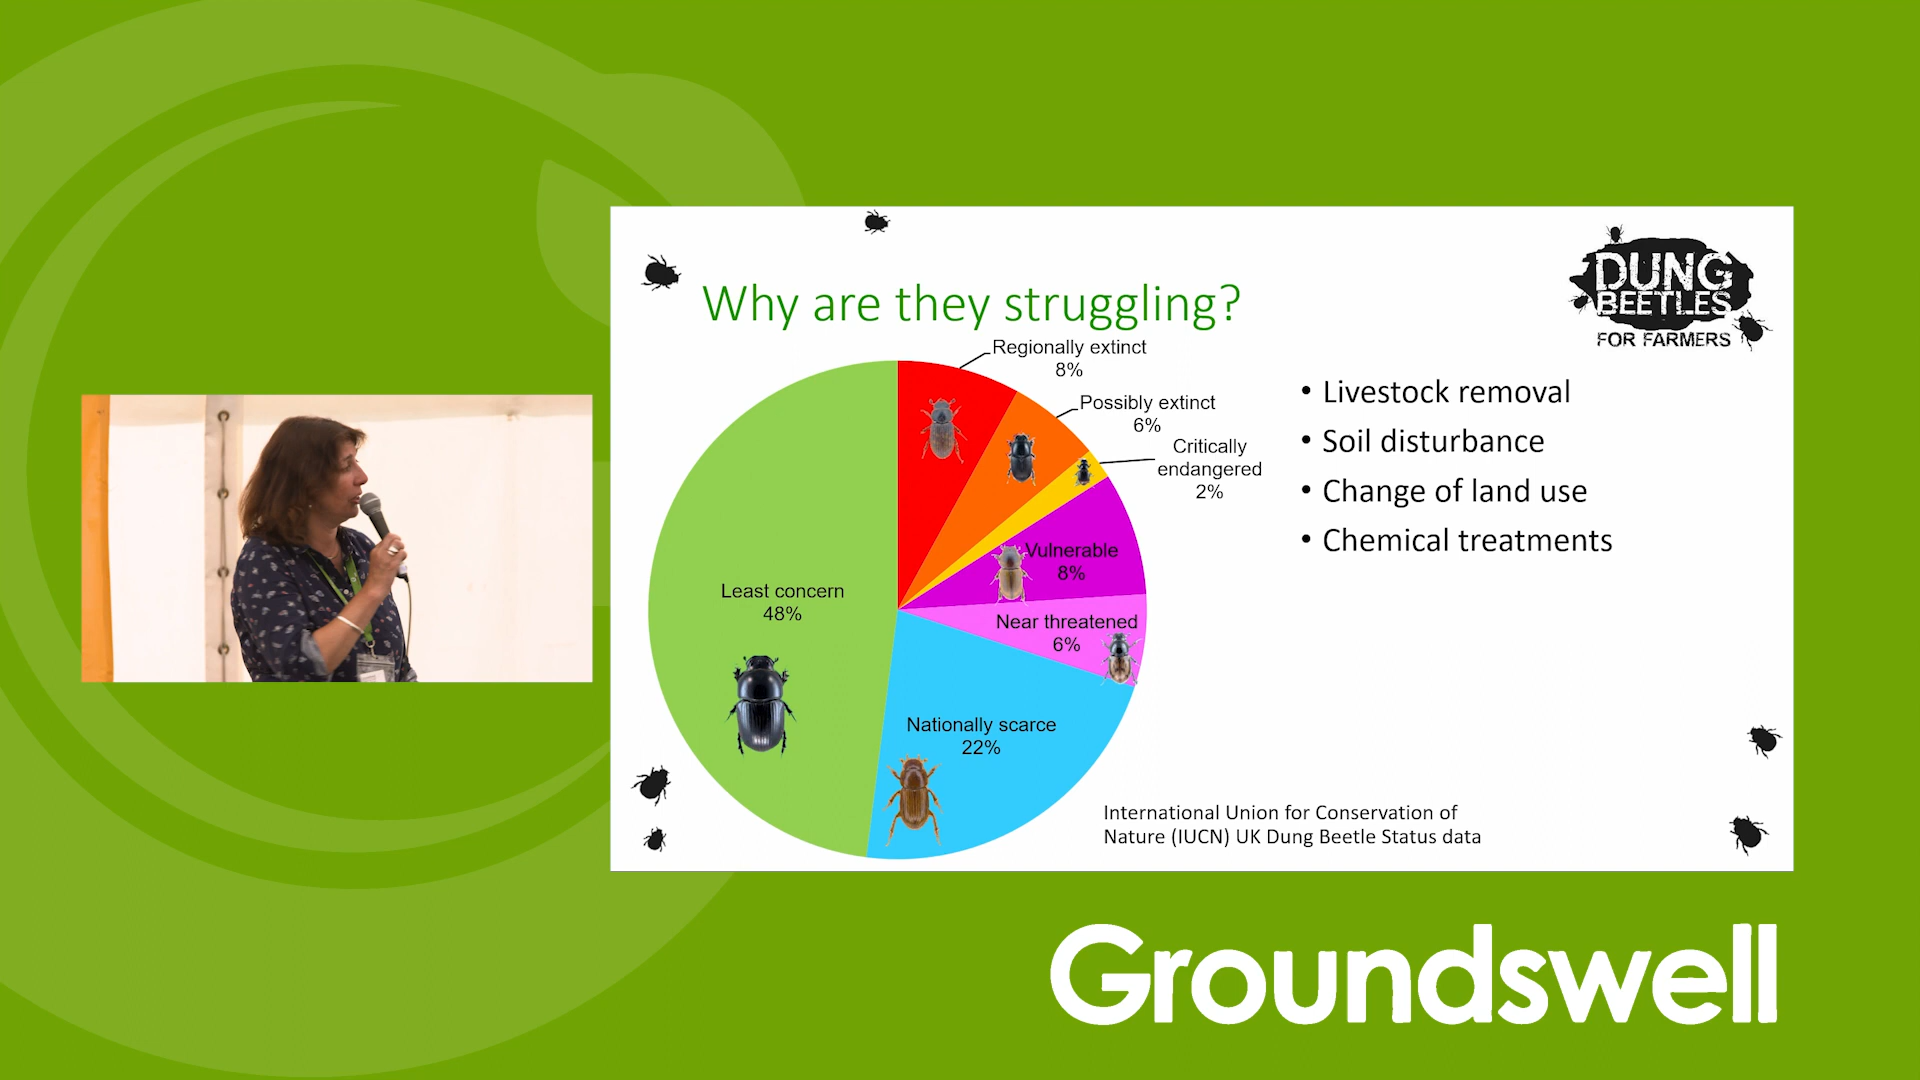 DUNG
BEETLES
FOR FARMERS
Why are they struggling?
Regionally extinct
8%
Possibly extinct
6%
Critically
endangered
2%
Vulnerable
8%
Near threatened
6%
Nationally scarce
22%
Least concern
48%
• Livestock removal
• Soil disturbance
• Change of land use
• Chemical treatments
International Union for Conservation of
Nature (IUCN) UK Dung Beetle Status data
Groundswell